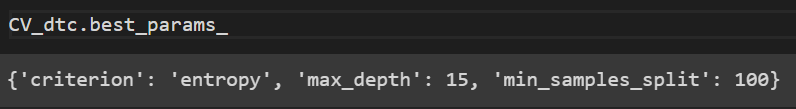 CV_dtc.best_params_
{'criterion': 'entropy', 'max_depth': 15, 'min_samples_split': 100}